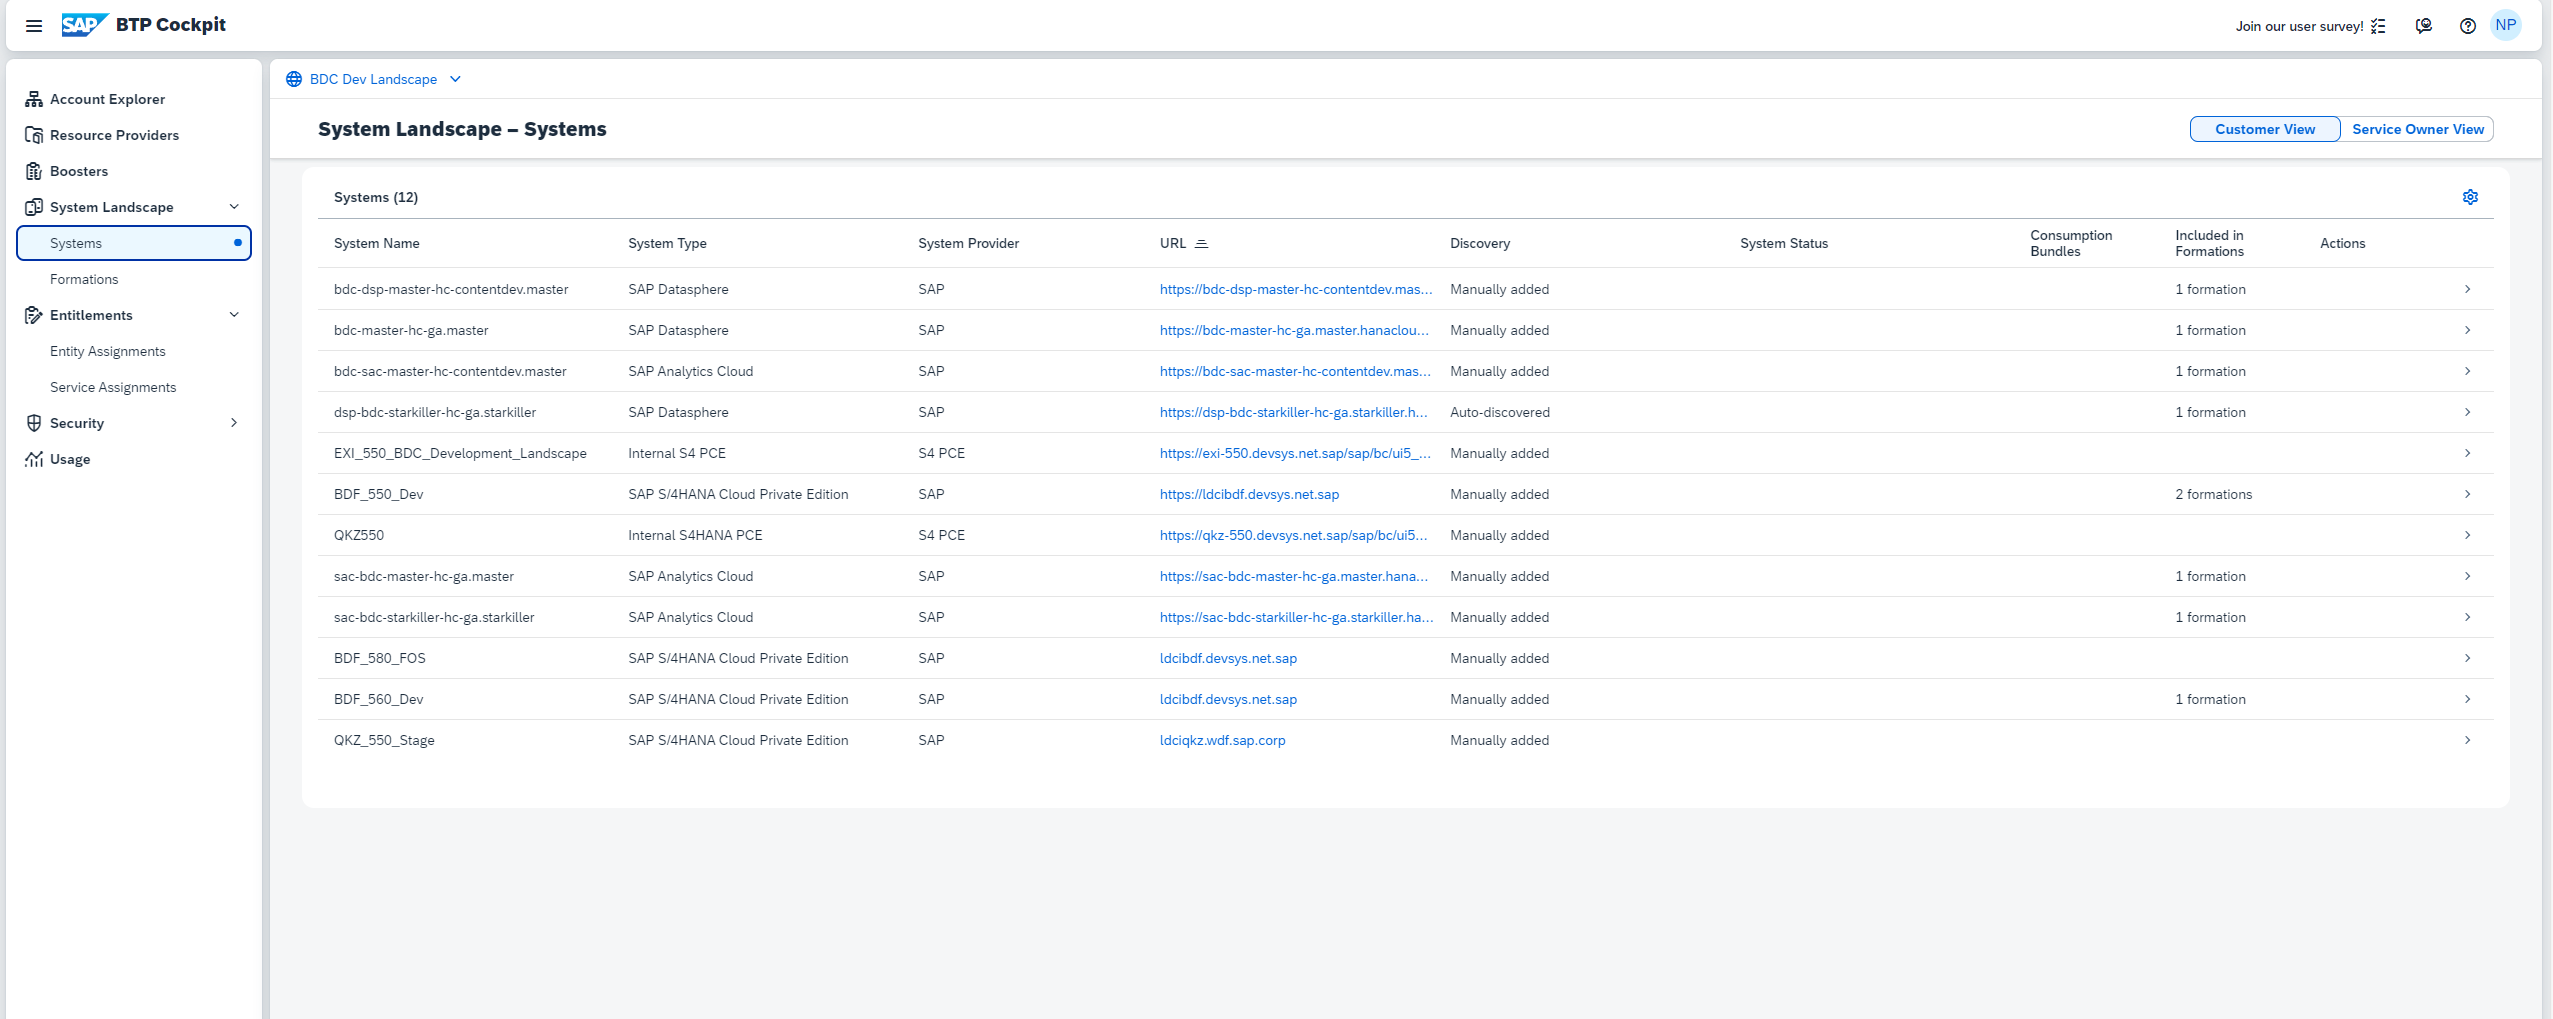 SAP BTP Cockpit
Join our user survey!
NP
Account Explorer
Resource Providers
Boosters
System Landscape
Systems
Formations
Entitlements
Entity Assignments
Service Assignments
Security
Usage
BDC Dev Landscape
System Landscape – Systems
Customer View Service Owner View
Systems (12)
System Name System Type System Provider URL Discovery System Status Consumption Bundles Included in Formations Actions
bdc-dsp-master-hc-contentdev.master SAP Datasphere SAP https://bdc-dsp-master-hc-contentdev.mas... Manually added 1 formation
bdc-master-hc-ga.master SAP Datasphere SAP https://bdc-master-hc-ga.master.hanaclou... Manually added 1 formation
bdc-sac-master-hc-contentdev.master SAP Analytics Cloud SAP https://bdc-sac-master-hc-contentdev.mas... Manually added 1 formation
dsp-bdc-starkiller-hc-ga.starkiller SAP Datasphere SAP https://dsp-bdc-starkiller-hc-ga.starkiller.h... Auto-discovered 1 formation
EXI_550_BDC_Development_Landscape Internal S4 PCE S4 PCE https://exi-550.devsys.net.sap/sap/bc/ui5_... Manually added
BDF_550_Dev SAP S/4HANA Cloud Private Edition SAP https://ldcibdf.devsys.net.sap Manually added 2 formations
QKZ550 Internal S4HANA PCE S4 PCE https://qkz-550.devsys.net.sap/sap/bc/ui5... Manually added
sac-bdc-master-hc-ga.master SAP Analytics Cloud SAP https://sac-bdc-master-hc-ga.master.hana... Manually added 1 formation
sac-bdc-starkiller-hc-ga.starkiller SAP Analytics Cloud SAP https://sac-bdc-starkiller-hc-ga.starkiller.ha... Manually added 1 formation
BDF_580_FOS SAP S/4HANA Cloud Private Edition SAP ldcibdf.devsys.net.sap Manually added
BDF_560_Dev SAP S/4HANA Cloud Private Edition SAP ldcibdf.devsys.net.sap Manually added 1 formation
QKZ_550_Stage SAP S/4HANA Cloud Private Edition SAP ldciqkz.wdf.sap.corp Manually added